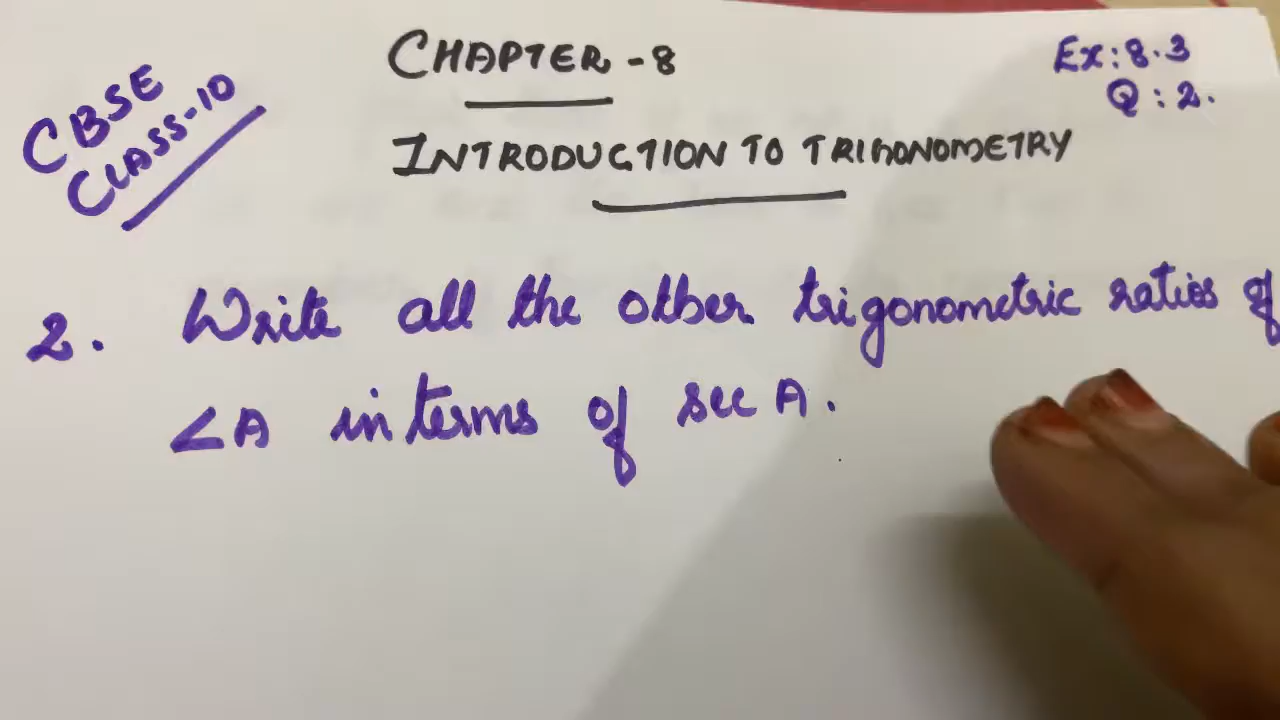 CBSE
CLASS-10
CHAPTER-8
Ex: 8.3
Q: 2.
INTRODUCTION TO TRIGONOMETRY
2. Write all the other trigonometric ratios of
∠A in terms of sec A.